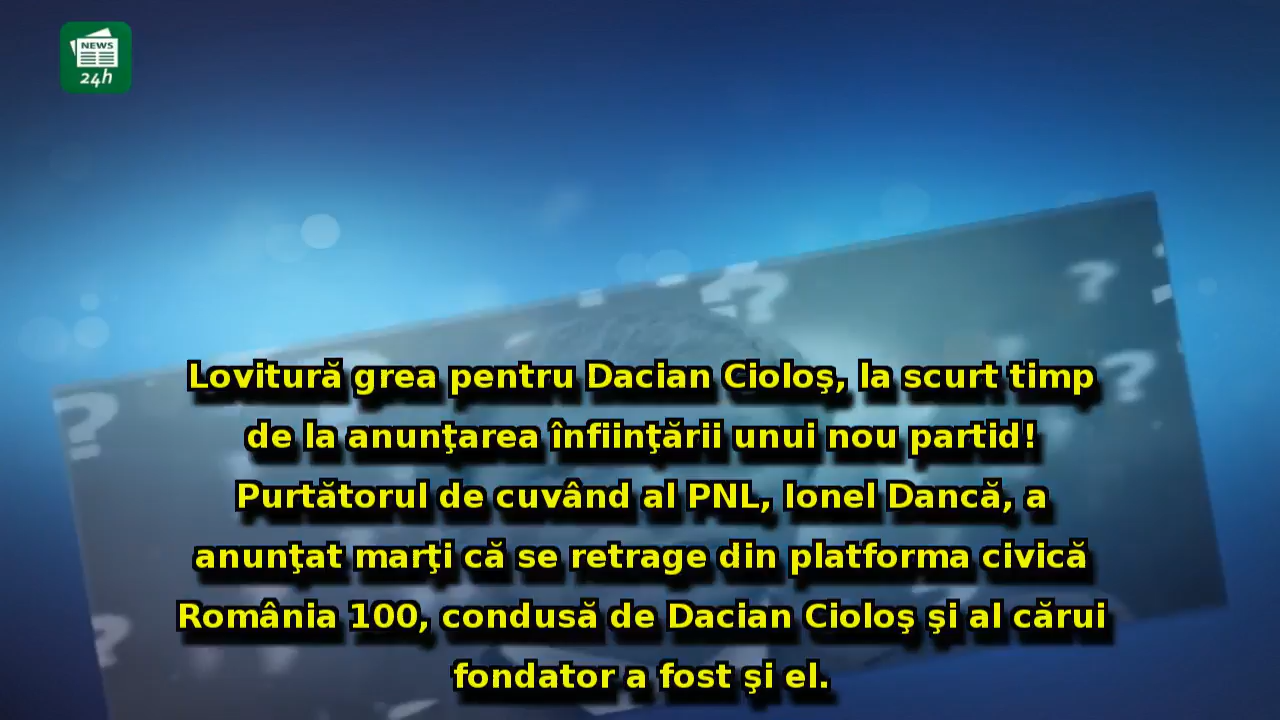 NEWS
24h
Lovitură grea pentru Dacian Cioloş, la scurt timp
de la anunţarea înfiinţării unui nou partid!
Purtătorul de cuvând al PNL, Ionel Dancă, a
anunţat marţi că se retrage din platforma civică
România 100, condusă de Dacian Cioloş şi al cărui
fondator a fost şi el.